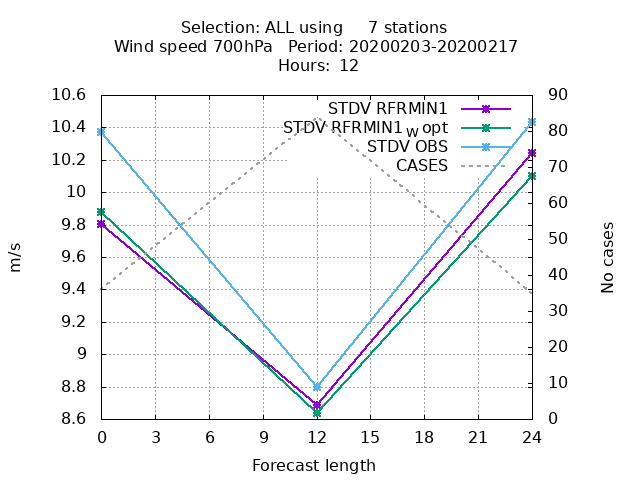 Selection: ALL using 7 stations
Wind speed 700hPa Period: 20200203-20200217
Hours: 12
10.6
10.4
10.2
10
9.8
9.6
9.4
9.2
9
8.8
8.6
m/s
STDV RFRMIN1
STDV RFRMIN1 w opt
STDV OBS
CASES
90
80
70
60
50
40
30
20
10
0
No cases
0 3 6 9 12 15 18 21 24
Forecast length